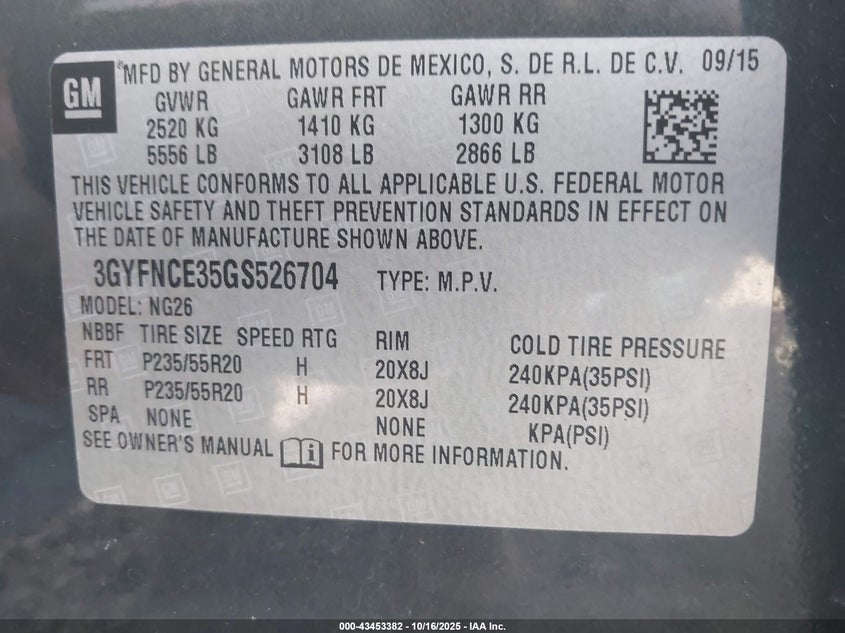 GM
MFD BY GENERAL MOTORS DE MEXICO, S. DE R.L. DE C.V. 09/15
GVWR GAWR FRT GAWR RR
2520 KG 1410 KG 1300 KG
5556 LB 3108 LB 2866 LB
THIS VEHICLE CONFORMS TO ALL APPLICABLE U.S. FEDERAL MOTOR
VEHICLE SAFETY AND THEFT PREVENTION STANDARDS IN EFFECT ON
THE DATE OF MANUFACTURE SHOWN ABOVE.
3GYFNCE35GS526704 TYPE: M.P.V.
MODEL: NG26
NBBF TIRE SIZE SPEED RTG RIM COLD TIRE PRESSURE
FRT P235/55R20 H 20X8J 240KPA(35PSI)
RR P235/55R20 H 20X8J 240KPA(35PSI)
SPA NONE NONE KPA(PSI)
SEE OWNER'S MANUAL i FOR MORE INFORMATION.
000-43453382 | 10/16/2025 - IAA Inc.